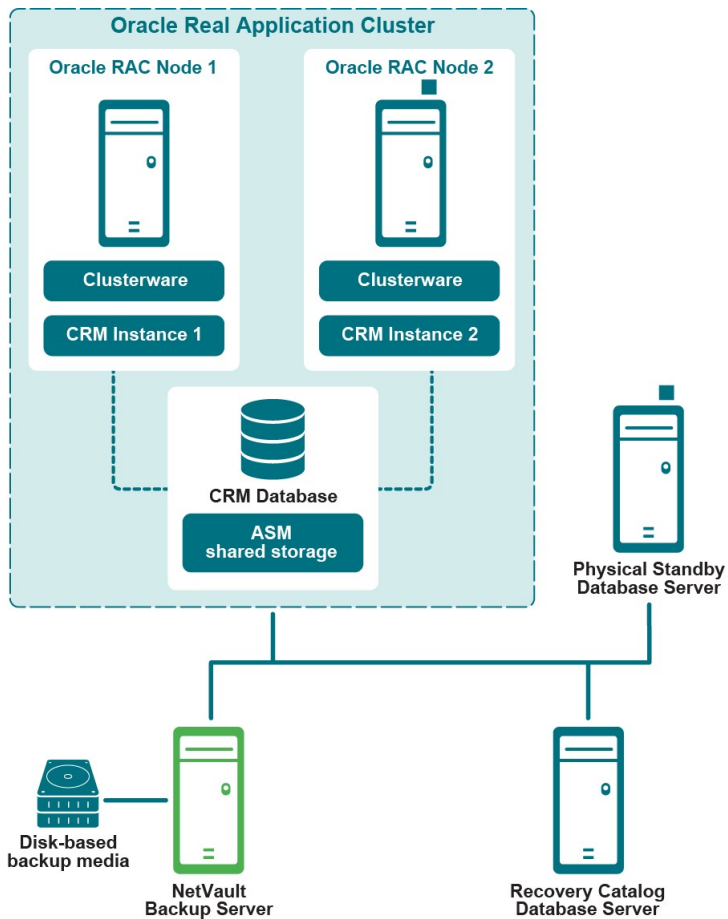 Oracle Real Application Cluster
Oracle RAC Node 1
Oracle RAC Node 2
Clusterware
Clusterware
CRM Instance 1
CRM Instance 2
CRM Database
ASM
shared storage
Physical Standby
Database Server
Disk-based
backup media
NetVault
Backup Server
Recovery Catalog
Database Server